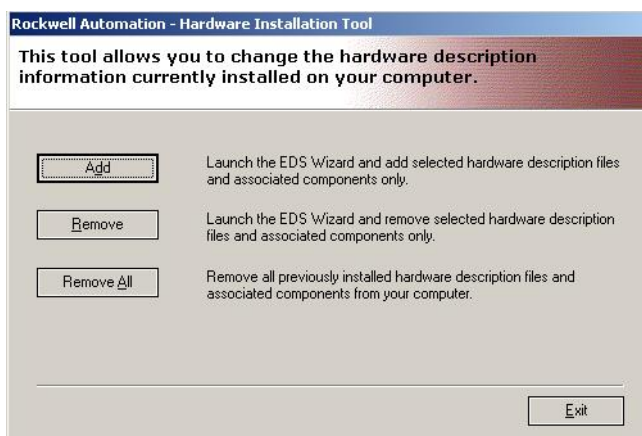 Rockwell Automation - Hardware Installation Tool
This tool allows you to change the hardware description
information currently installed on your computer.
Add
Launch the EDS Wizard and add selected hardware description files
and associated components only.
Remove
Launch the EDS Wizard and remove selected hardware description
files and associated components only.
Remove All
Remove all previously installed hardware description files and
associated components from your computer.
Exit